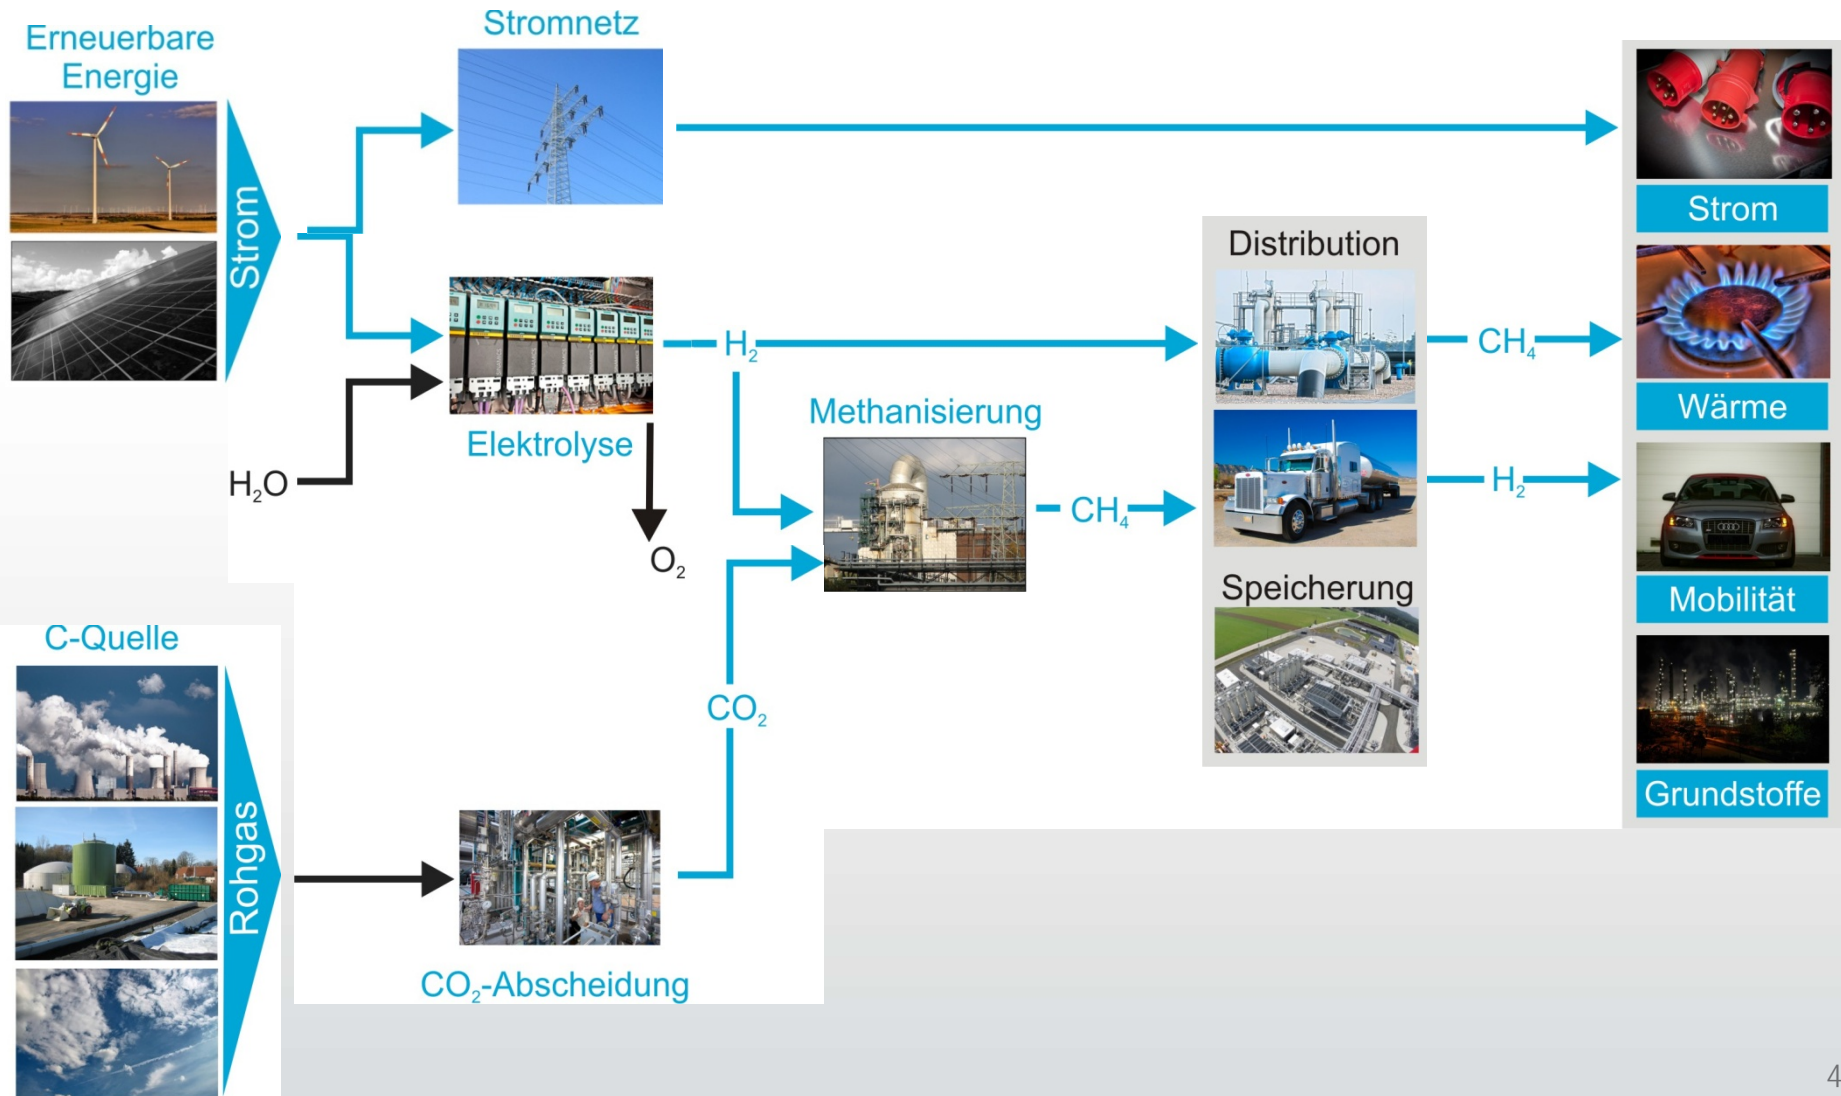 Erneuerbare
Energie
Strom
Stromnetz
Elektrolyse
H₂O
O₂
H₂
Methanisierung
CH₄
C-Quelle
Rohgas
CO₂-Abscheidung
CO₂
Distribution
Speicherung
CH₄
H₂
Strom
Wärme
Mobilität
Grundstoffe
4